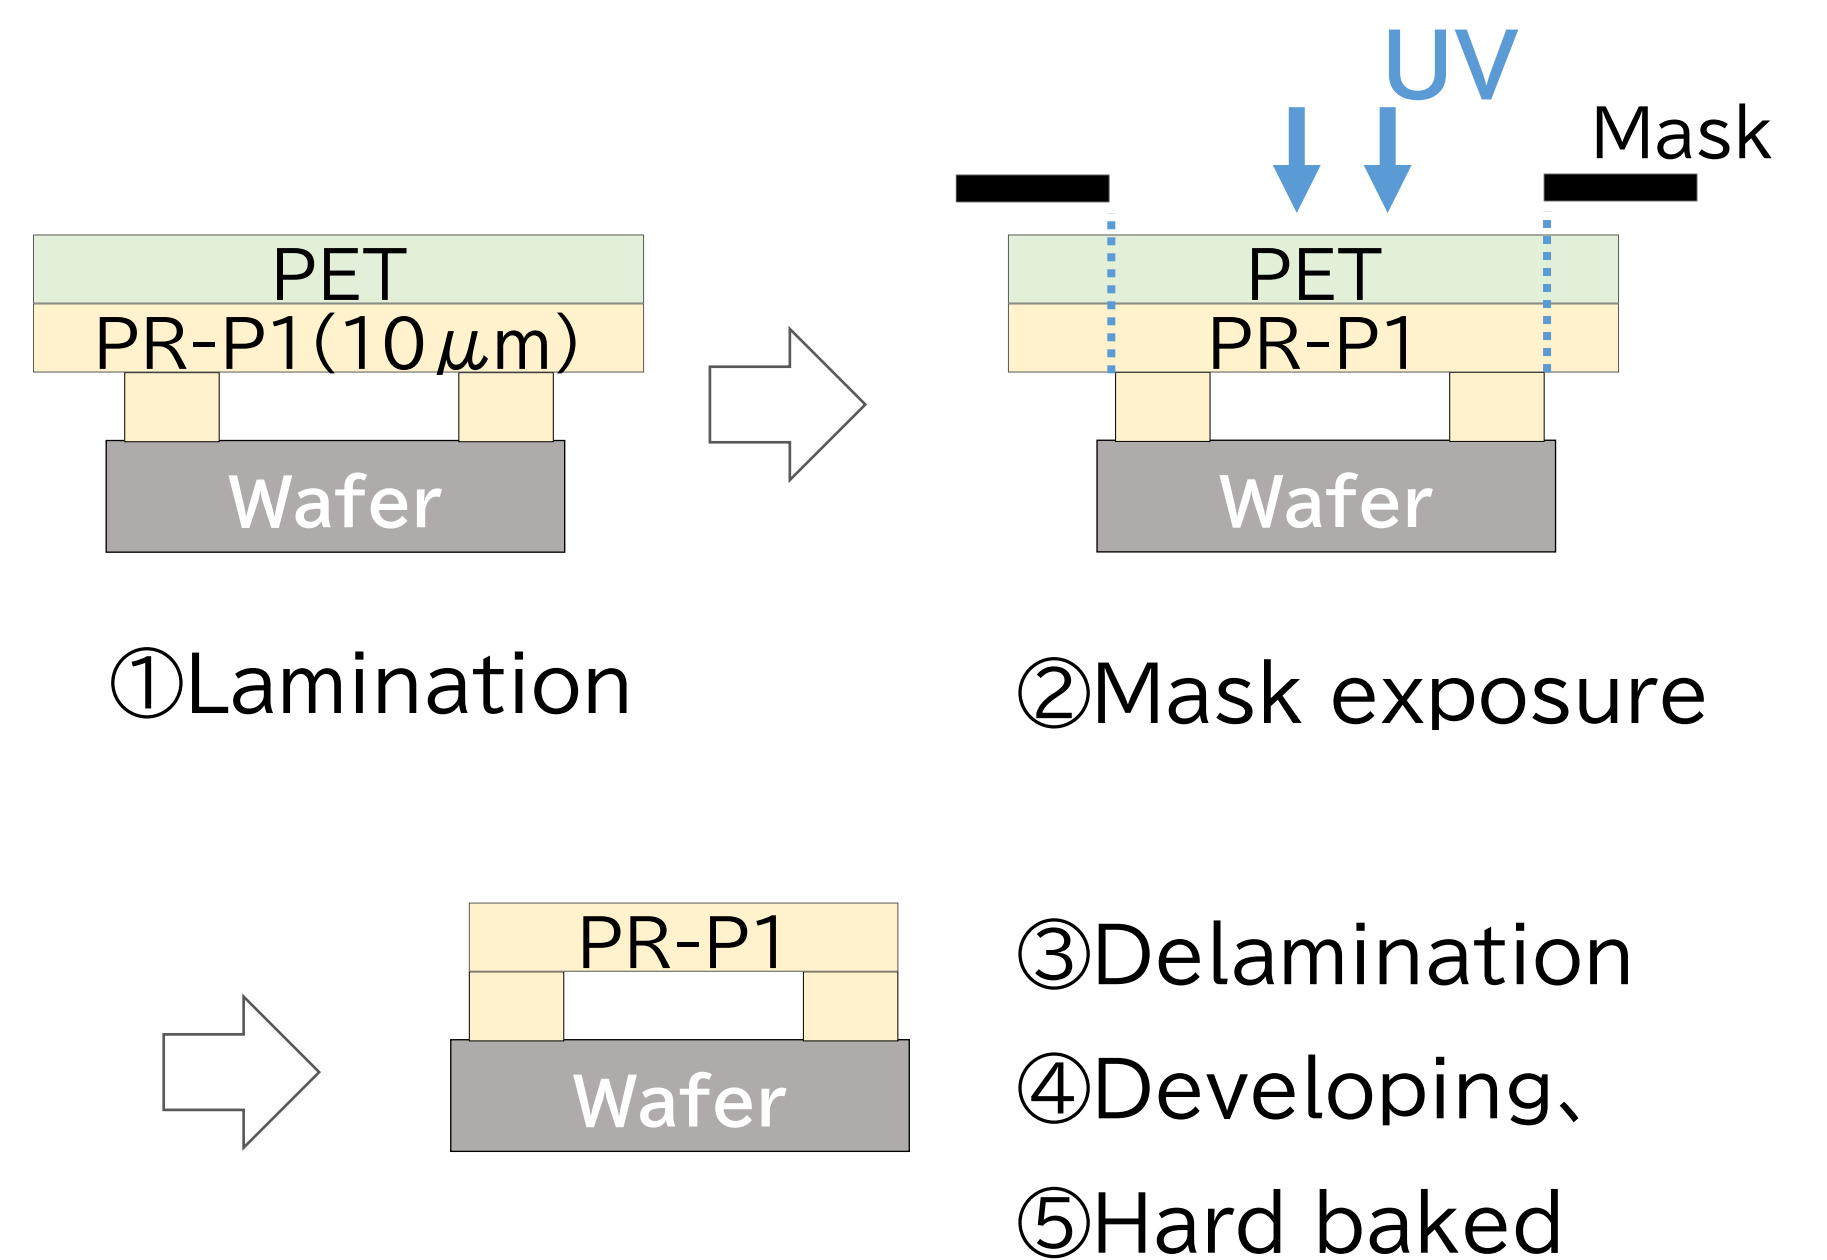 PET
PR-P1(10μm)
Wafer
①Lamination
UV
Mask
PET
PR-P1
Wafer
②Mask exposure
PR-P1
Wafer
③Delamination
④Developing、
⑤Hard baked